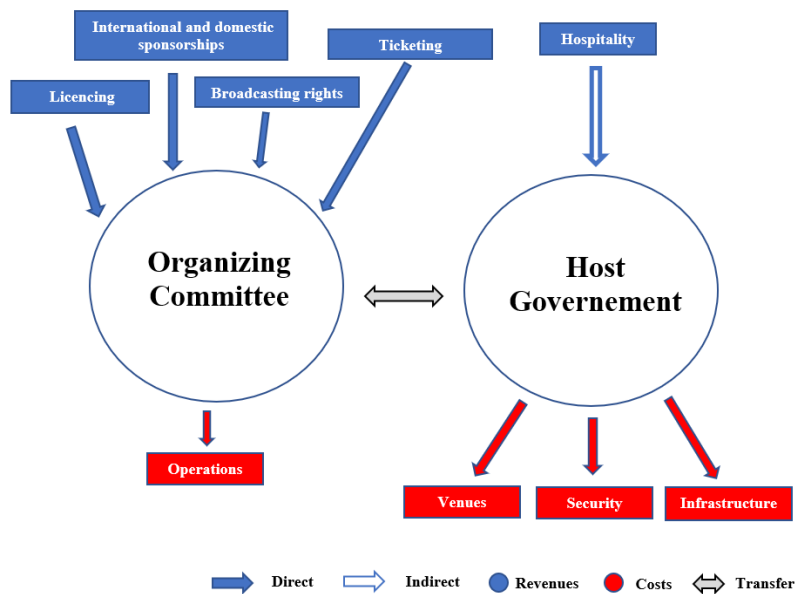 International and domestic
sponsorships
Ticketing
Hospitality
Licencing
Broadcasting rights
Organizing
Committee
Host
Governement
Operations
Venues
Security
Infrastructure
Direct
Indirect
Revenues
Costs
Transfer